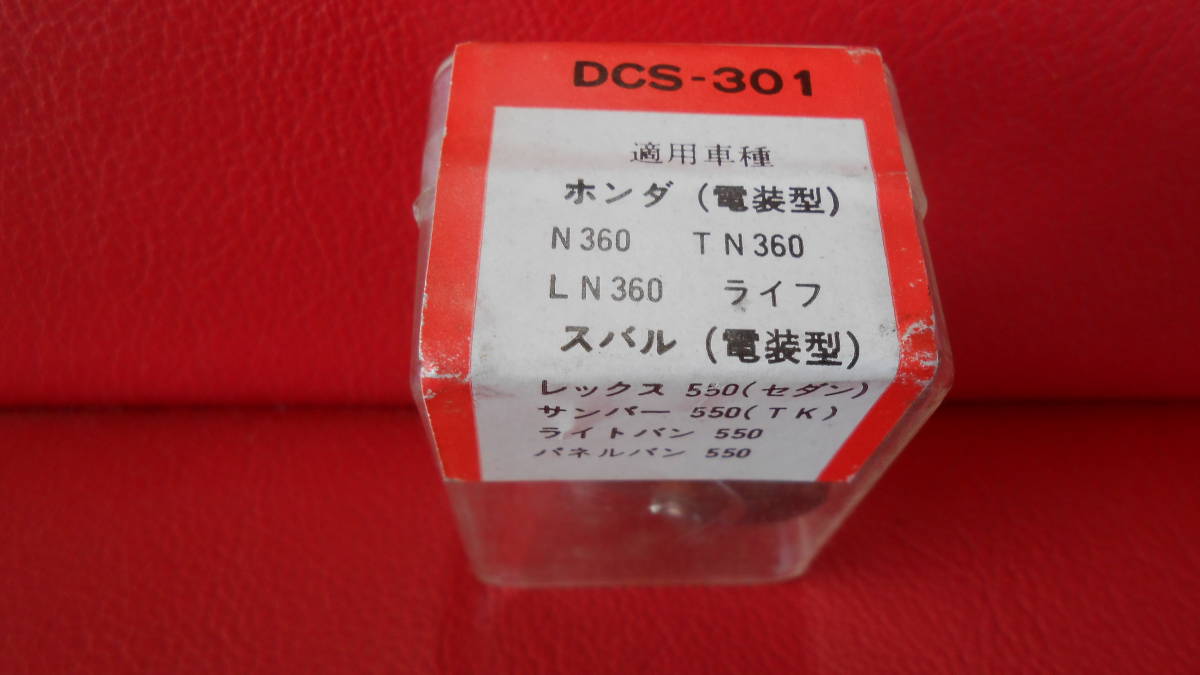 DCS-301
適用車種
ホンダ (電装型)
N360 TN360
LN360 ライフ
スバル (電装型)
レックス 550(セダン)
サンバー 550(TK)
ライトバン 550
パネルバン 550